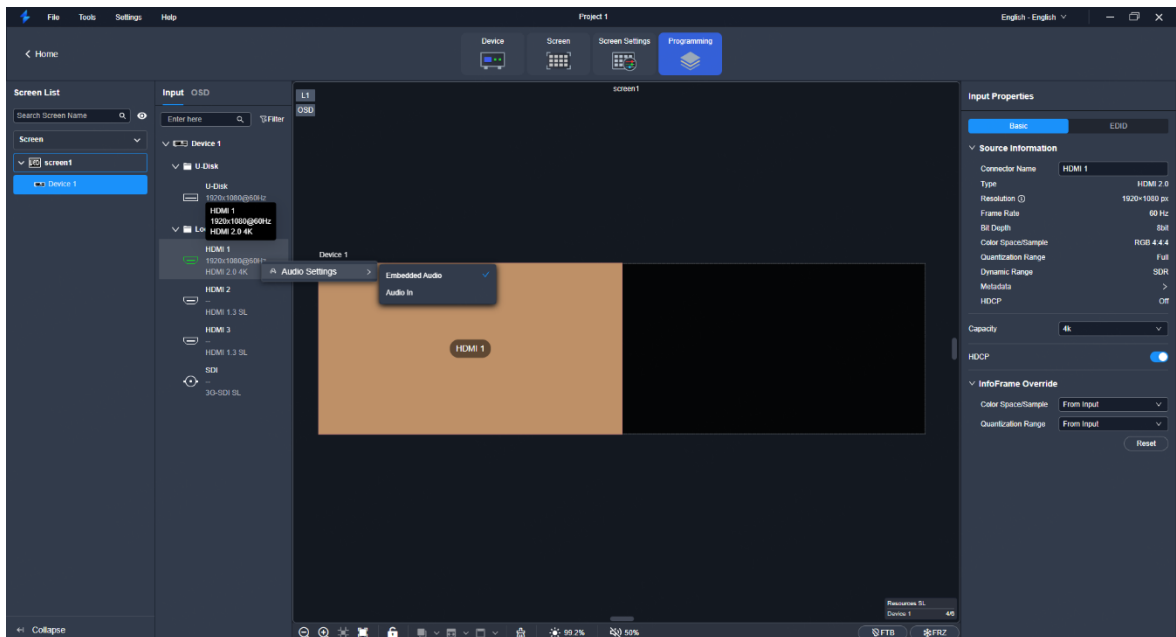 File Tools Settings Help
Project 1
English - English
Home
Device
Screen
Screen Settings
Programming
Screen List
Search Screen Name
Screen
screen1
Device 1
Collapse
Input OSD
Enter here
Filter
Device 1
U-Disk
U-Disk
1920x1080@60Hz
HDMI 1
1920x1080@60Hz
HDMI 2.0 4K
HDMI 1
1920x1080@60Hz
HDMI 2.0 4K
HDMI 2
--
HDMI 1.3 SL
HDMI 3
--
HDMI 1.3 SL
SDI
--
3G-SDI SL
Audio Settings
Embedded Audio
Audio In
L1
OSD
screen1
Device 1
HDMI 1
Resources SL
Device 1
99.2%
50%
FTB
FRZ
Input Properties
Basic
EDID
Source Information
Connector Name HDMI 1
Type HDMI 2.0
Resolution 1920×1080 px
Frame Rate 60 Hz
Bit Depth 8bit
Color Space/Sample RGB 4:4:4
Quantization Range Full
Dynamic Range SDR
Metadata
HDCP Off
Capacity 4k
HDCP
InfoFrame Override
Color Space/Sample From Input
Quantization Range From Input
Reset